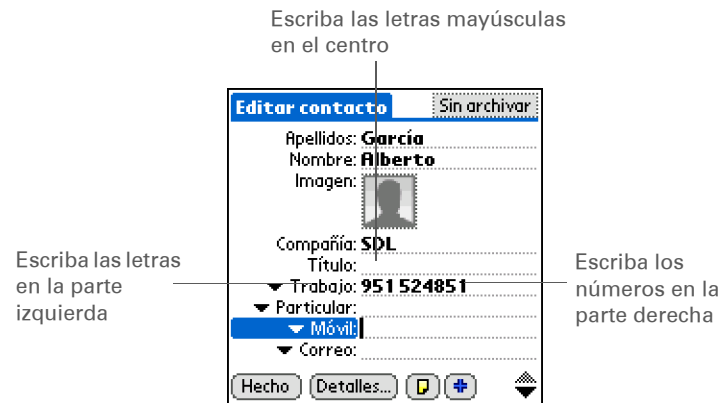 Escriba las letras mayúsculas
en el centro
Editar contacto
Sin archivar
Apellidos: García
Nombre: Alberto
Imagen:
Compañía: SDL
Título:
Trabajo: 951 524851
Particular:
Móvil:
Correo:
Hecho
Detalles...
Escriba las letras
en la parte
izquierda
Escriba los
números en la
parte derecha